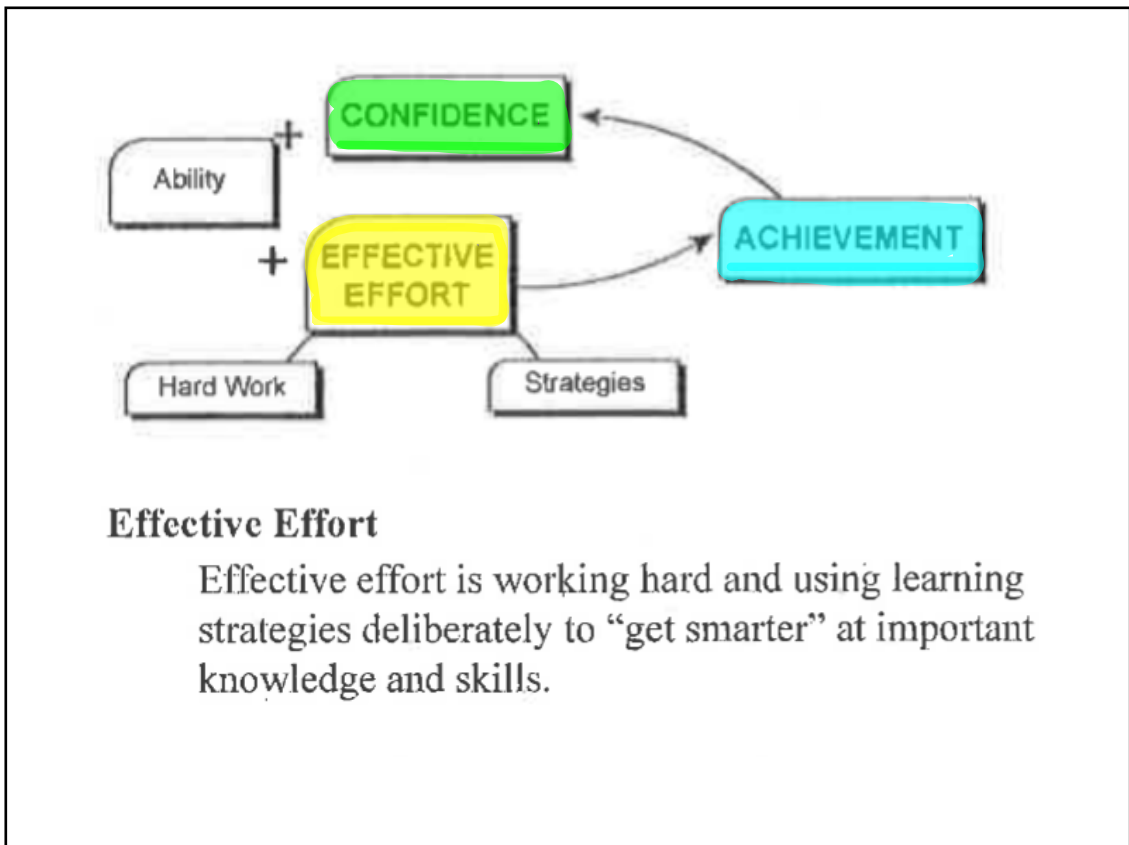 CONFIDENCE
+
Ability
ACHIEVEMENT
+
EFFECTIVE
EFFORT
Hard Work
Strategies
Effective Effort
Effective effort is working hard and using learning
strategies deliberately to “get smarter” at important
knowledge and skills.